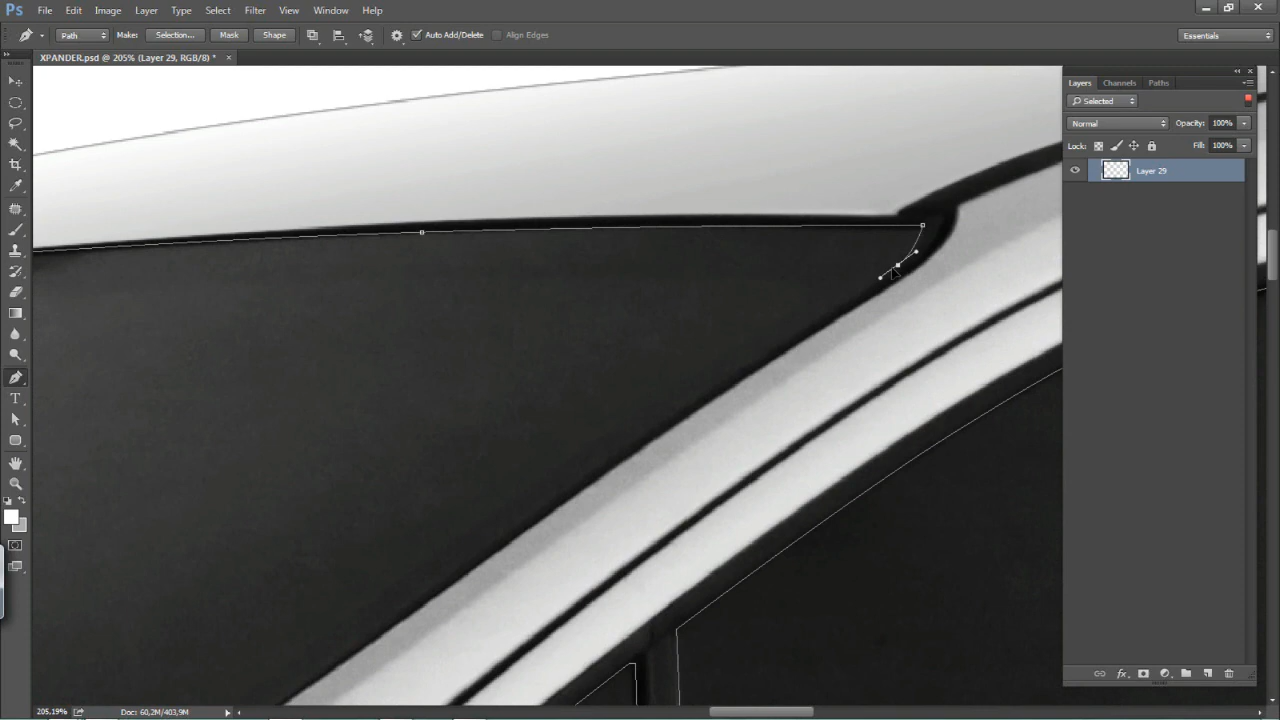 Ps File Edit Image Layer Type Select Filter View Window Help
Path Make: Selection... Mask Shape Auto Add/Delete Align Edges Essentials
XPANDER.psd @ 205% (Layer 29, RGB/8) * ×
Layers Channels Paths
Selected
Normal Opacity: 100%
Lock: Fill: 100%
Layer 29
T
fx
205.19% Doc: 60,2M/403,9M